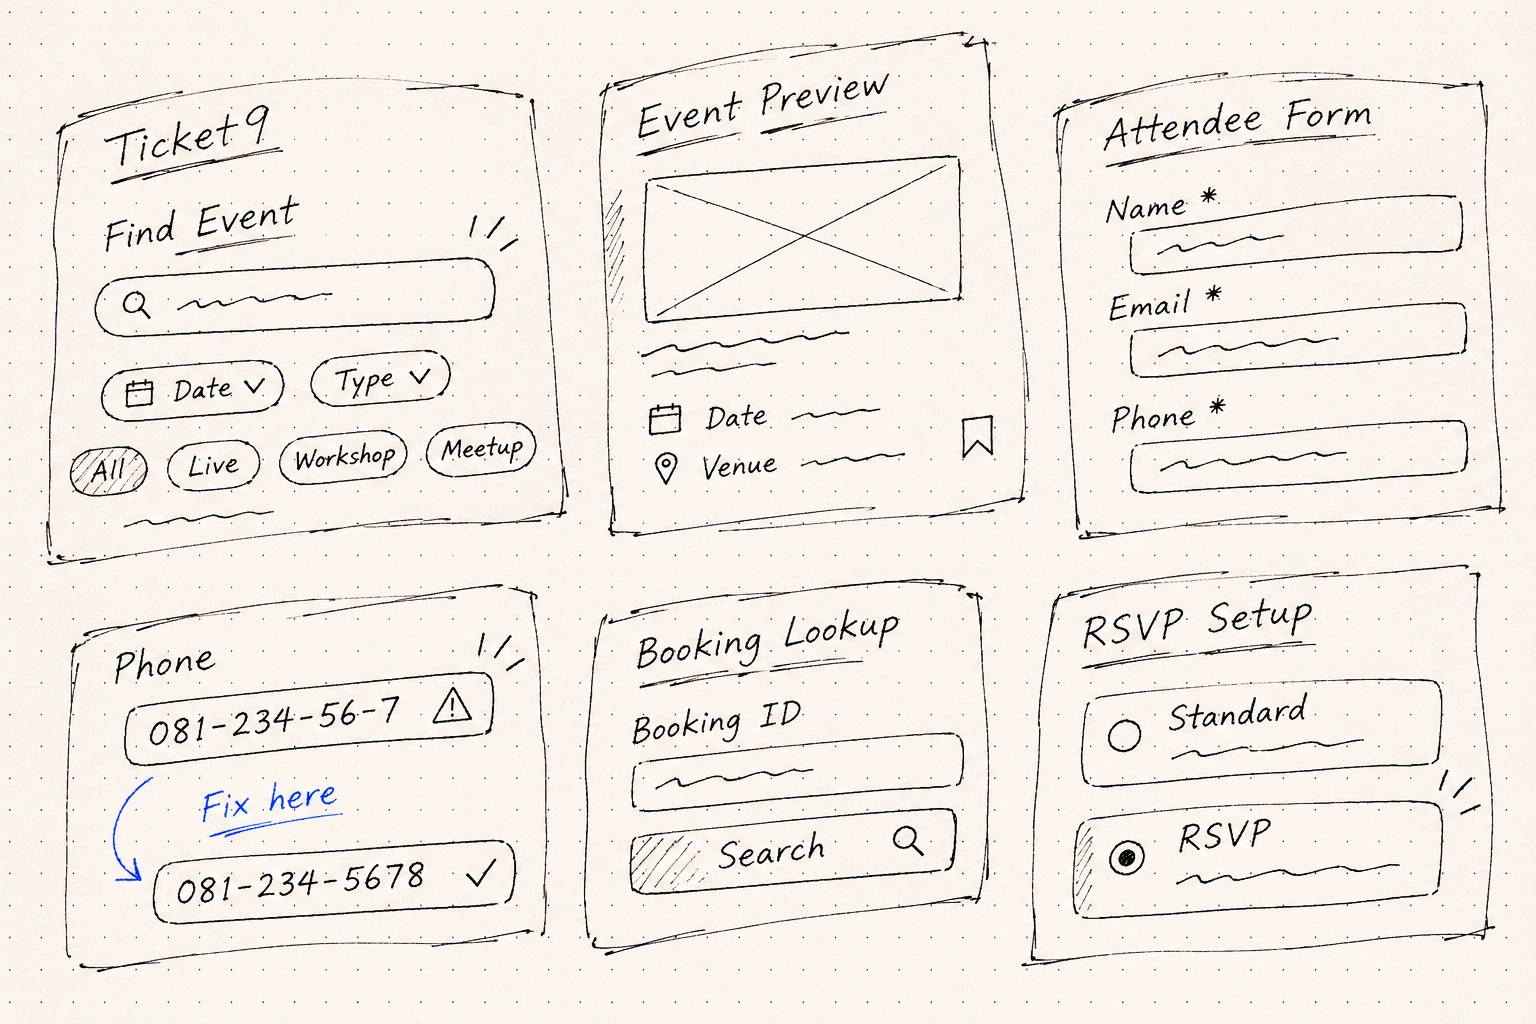 Ticket9
Find Event
Date
Type
All
Live
Workshop
Meetup
Event Preview
Date
Venue
Attendee Form
Name *
Email *
Phone *
Phone
081-234-56-7
Fix here
081-234-5678
Booking Lookup
Booking ID
Search
RSVP Setup
Standard
RSVP